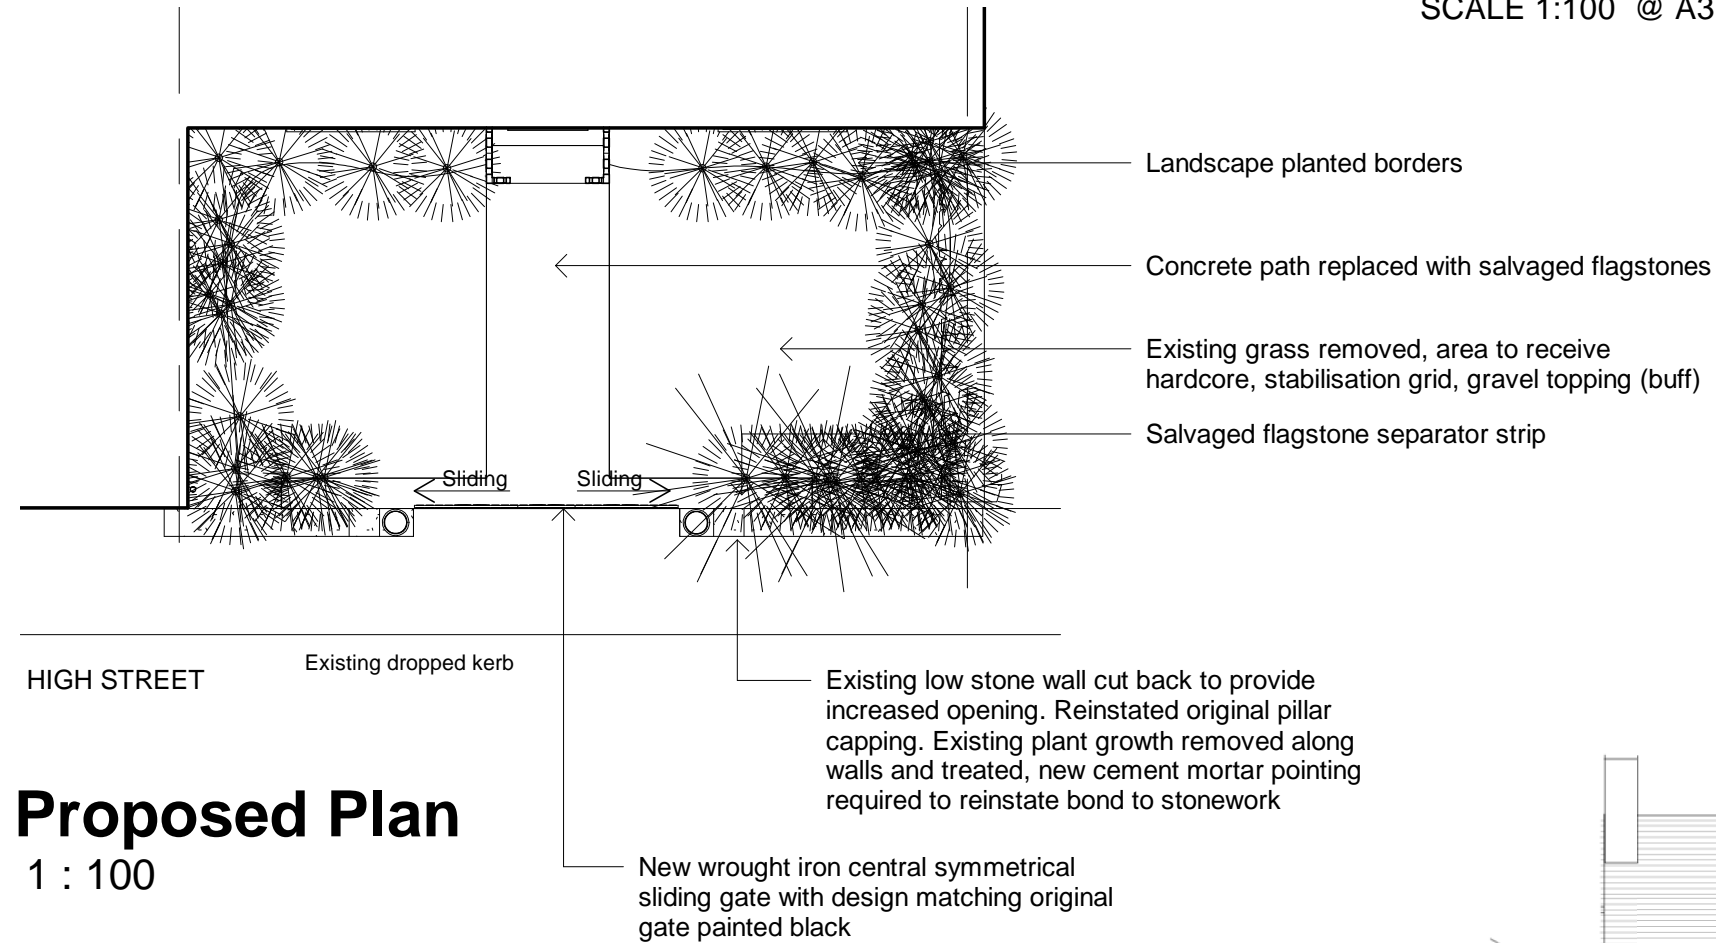 SCALE 1:100 @ A3
Landscape planted borders
Concrete path replaced with salvaged flagstones
Existing grass removed, area to receive
hardcore, stabilisation grid, gravel topping (buff)
Salvaged flagstone separator strip
Sliding
Sliding
HIGH STREET
Existing dropped kerb
Existing low stone wall cut back to provide
increased opening. Reinstated original pillar
capping. Existing plant growth removed along
walls and treated, new cement mortar pointing
required to reinstate bond to stonework
Proposed Plan
1 : 100
New wrought iron central symmetrical
sliding gate with design matching original
gate painted black